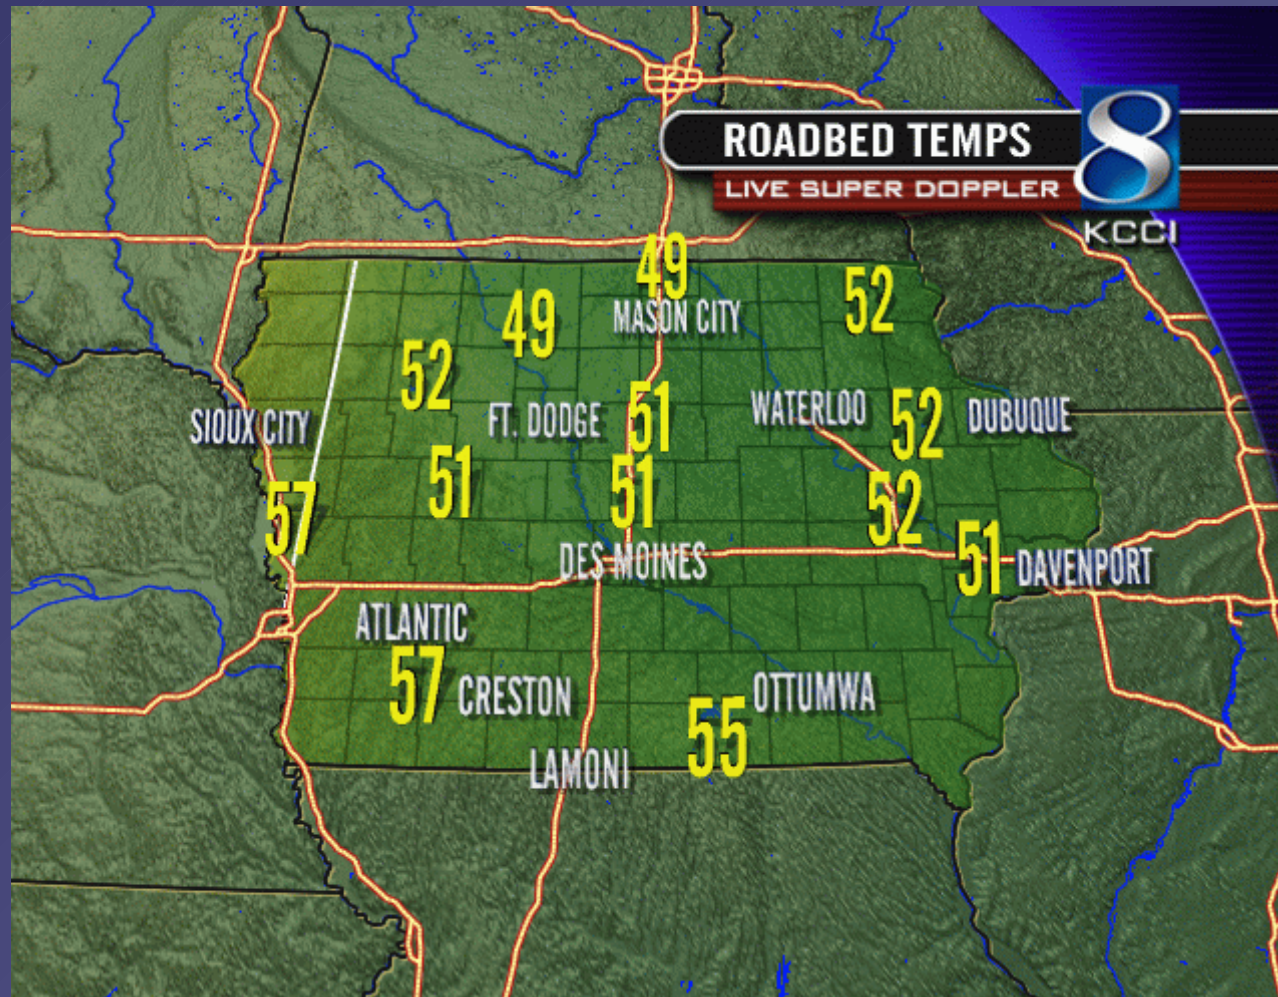 ROADBED TEMPS
8
LIVE SUPER DOPPLER
KCCI
49
52
49
MASON CITY
52
SIOUX CITY
FT. DODGE
51
WATERLOO
52
DUBUQUE
51
51
52
57
DES MOINES
51
DAVENPORT
ATLANTIC
57
CRESTON
OTTUMWA
55
LAMONI